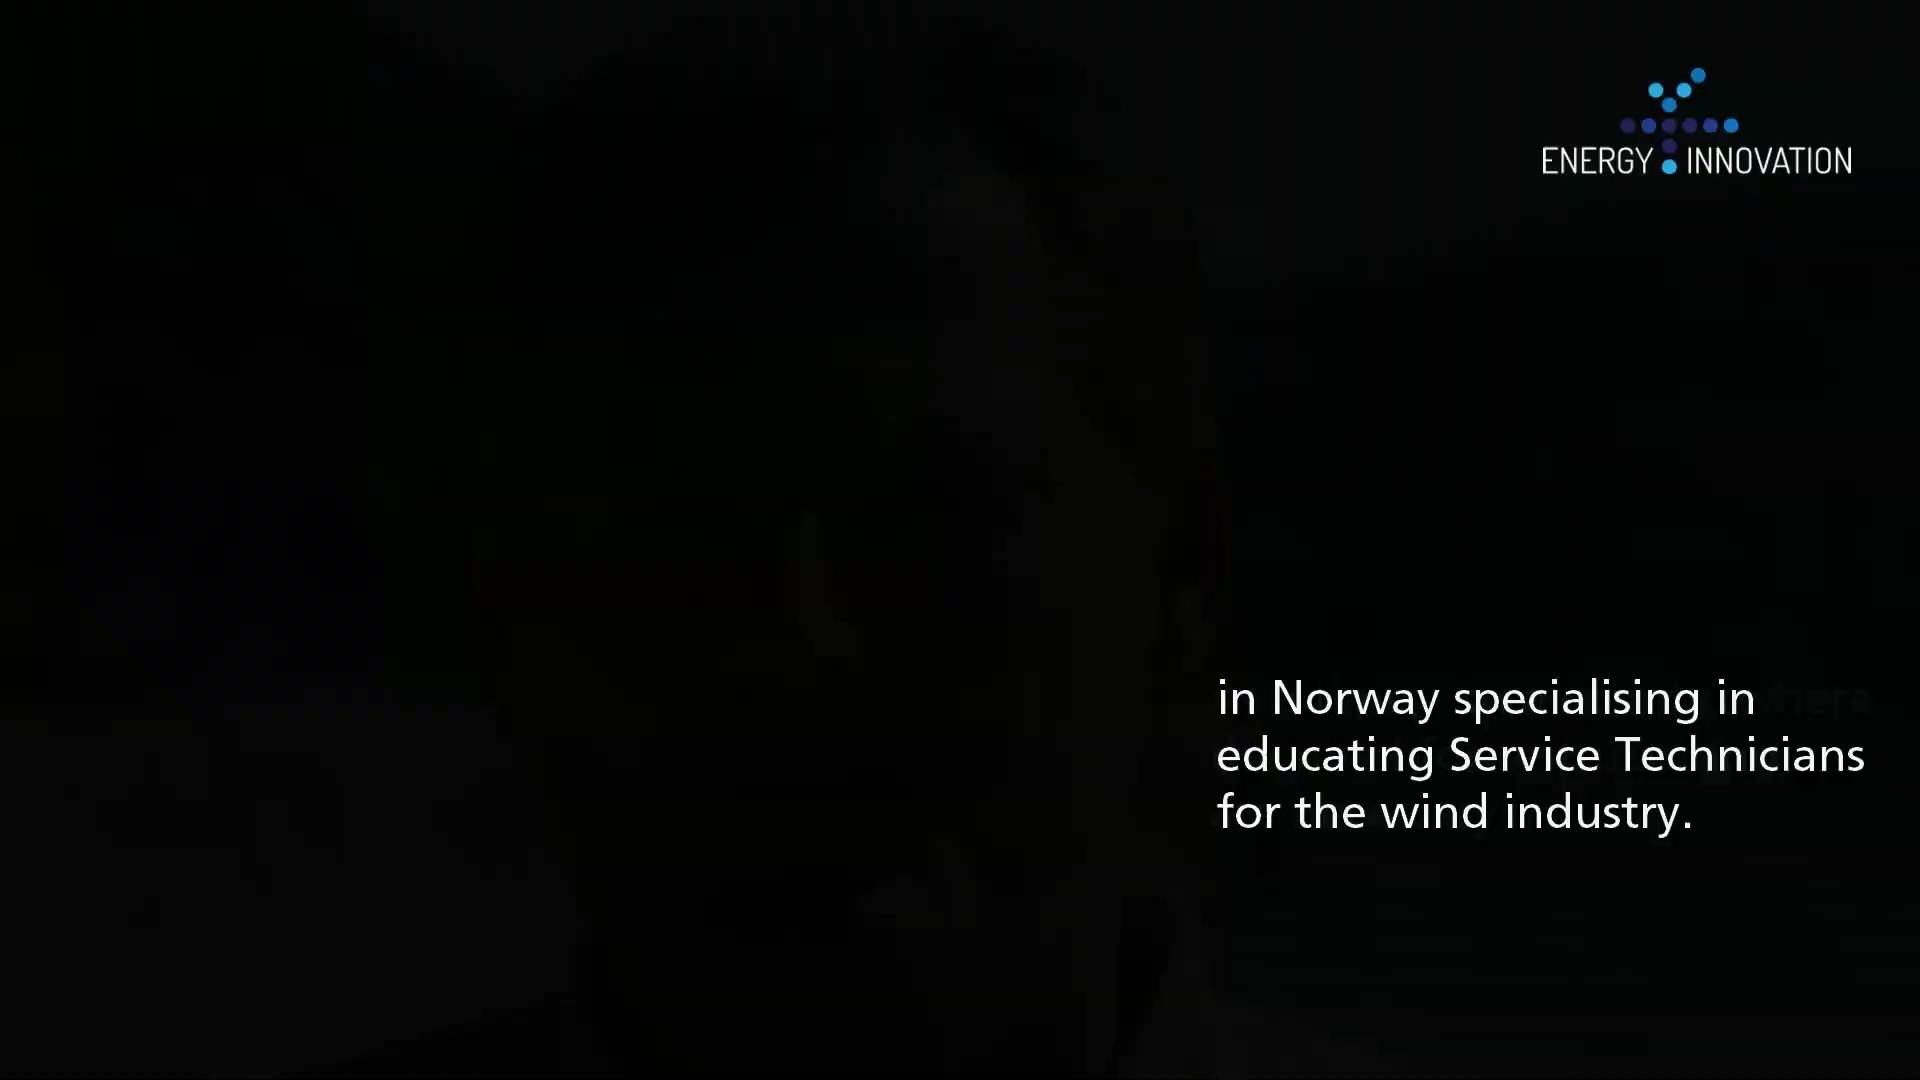 ENERGY INNOVATION
in Norway specialising in
educating Service Technicians
for the wind industry.